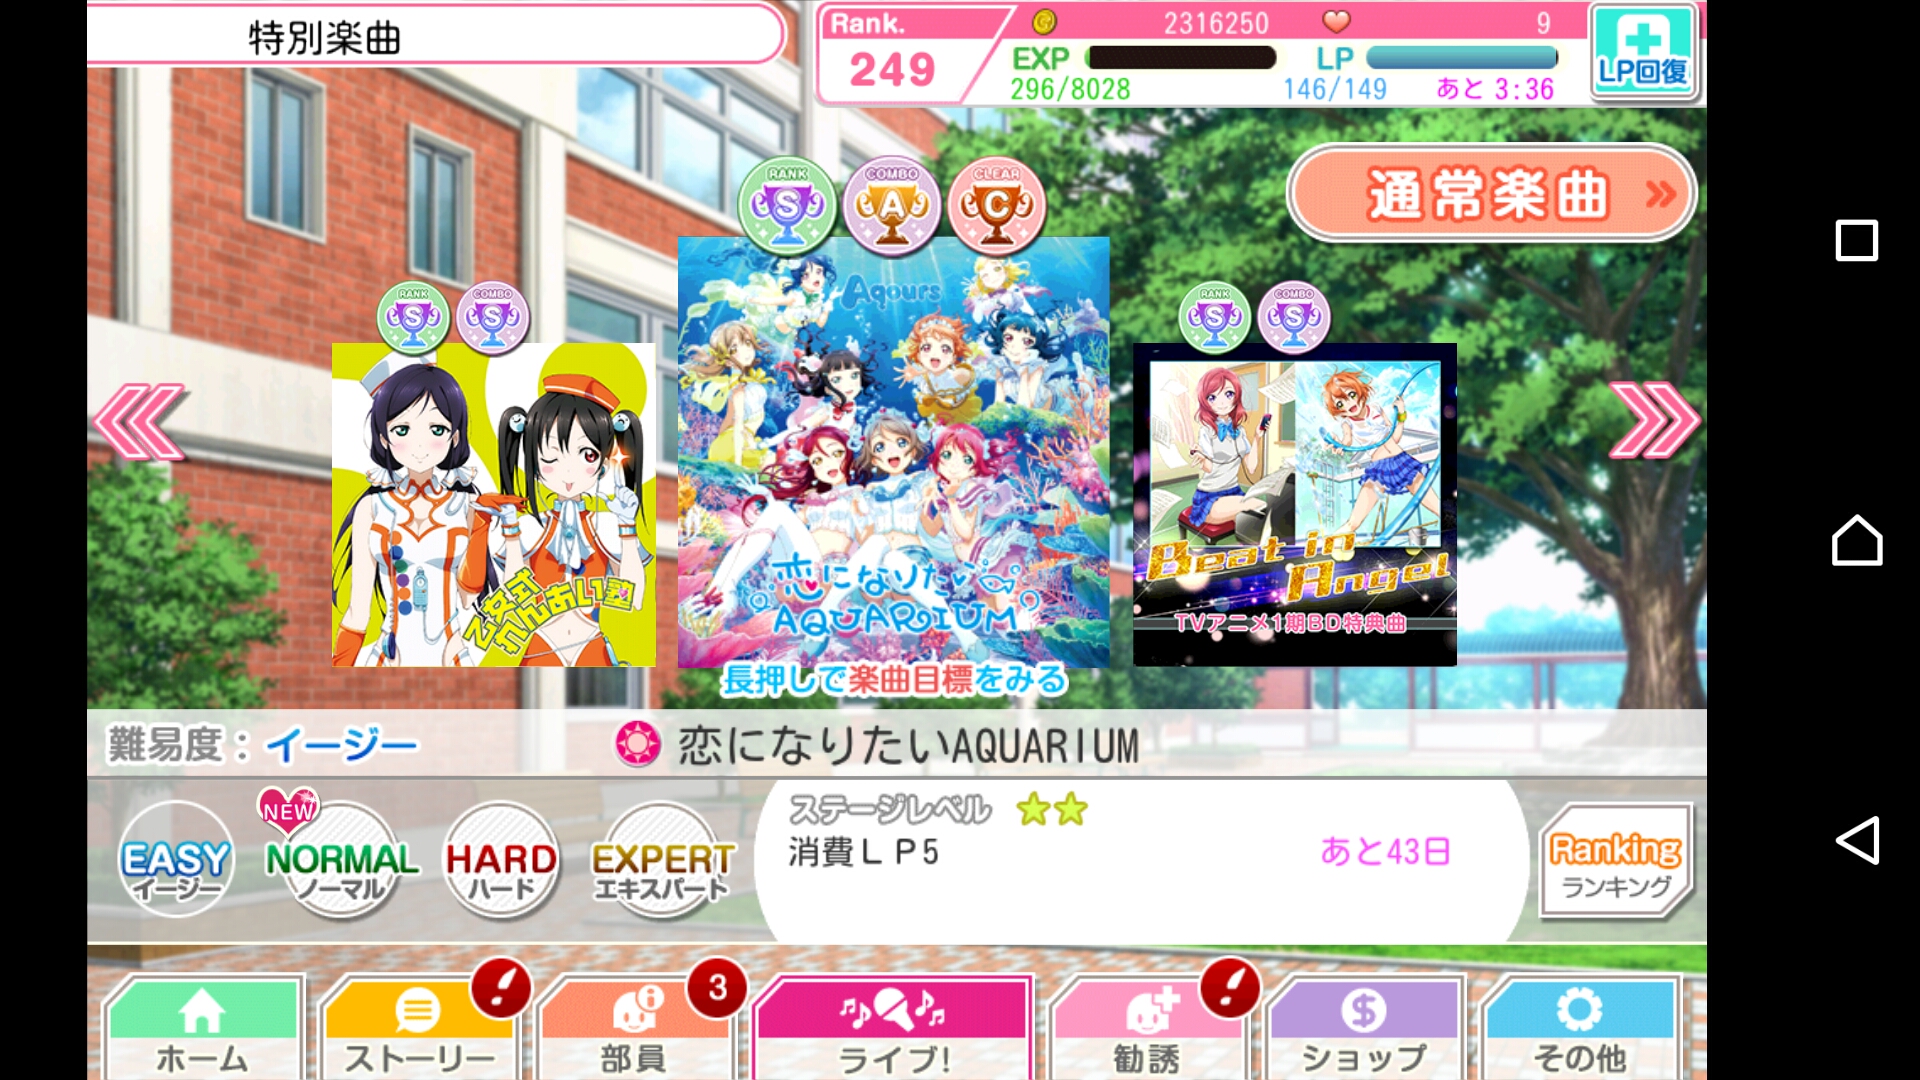 特別楽曲
Rank.
249
2316250
9
EXP
296/8028
LP
146/149
あと 3:36
LP回復
通常楽曲
RANK
S
COMBO
A
CLEAR
C
RANK
S
COMBO
S
RANK
S
COMBO
S
乙女式れんあい塾
Aqours
恋になりたい
AQUARIUM
Beat in
Angel
TVアニメ1期BD特典曲
長押しで楽曲目標をみる
難易度：イージー
恋になりたいAQUARIUM
EASY
イージー
NEW
NORMAL
ノーマル
HARD
ハード
EXPERT
エキスパート
ステージレベル
消費LP5
あと43日
Ranking
ランキング
ホーム
!
ストーリー
3
部員
ライブ!
!
勧誘
ショップ
その他